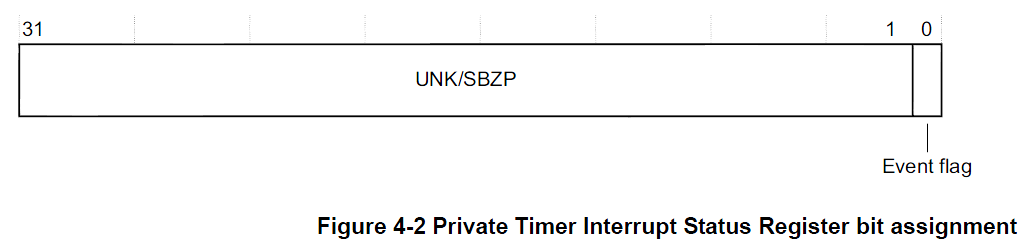 31 1 0
UNK/SBZP
Event flag
Figure 4-2 Private Timer Interrupt Status Register bit assignment